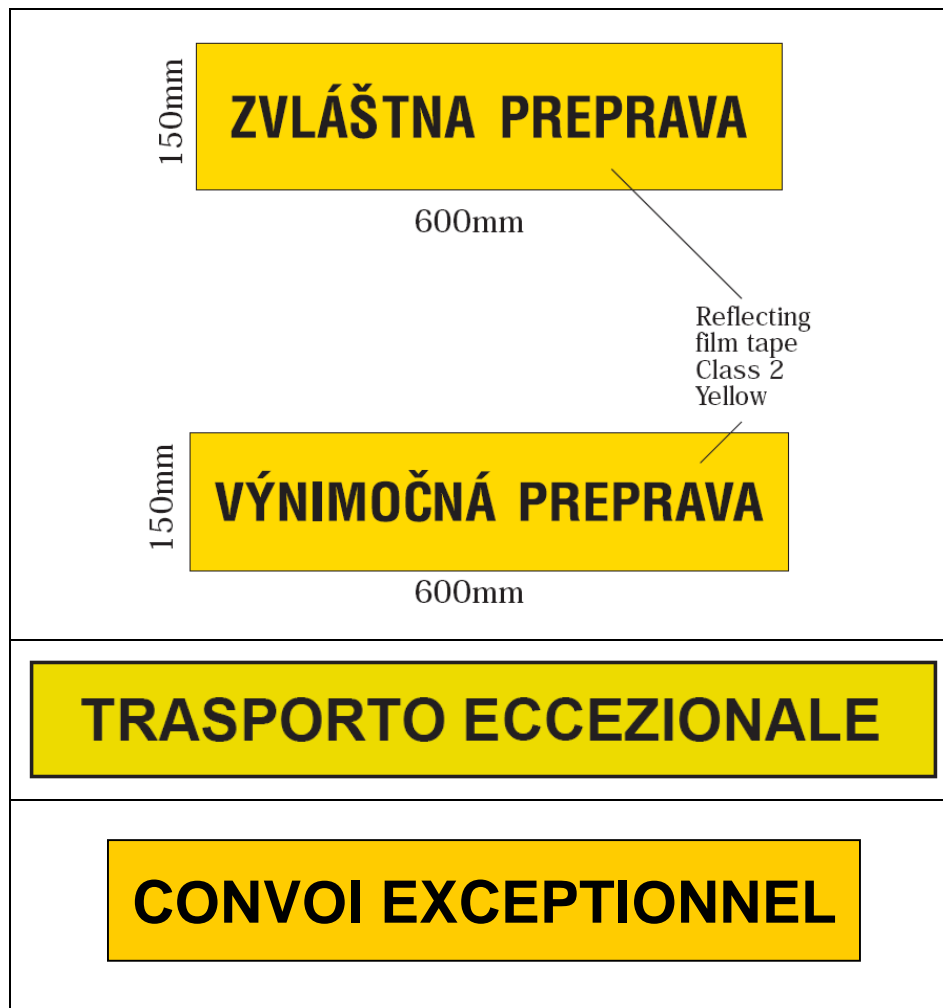 150mm
ZVLÁŠTNA PREPRAVA
600mm
Reflecting
film tape
Class 2
Yellow
150mm
VÝNIMOČNÁ PREPRAVA
600mm
TRASPORTO ECCEZIONALE
CONVOI EXCEPTIONNEL